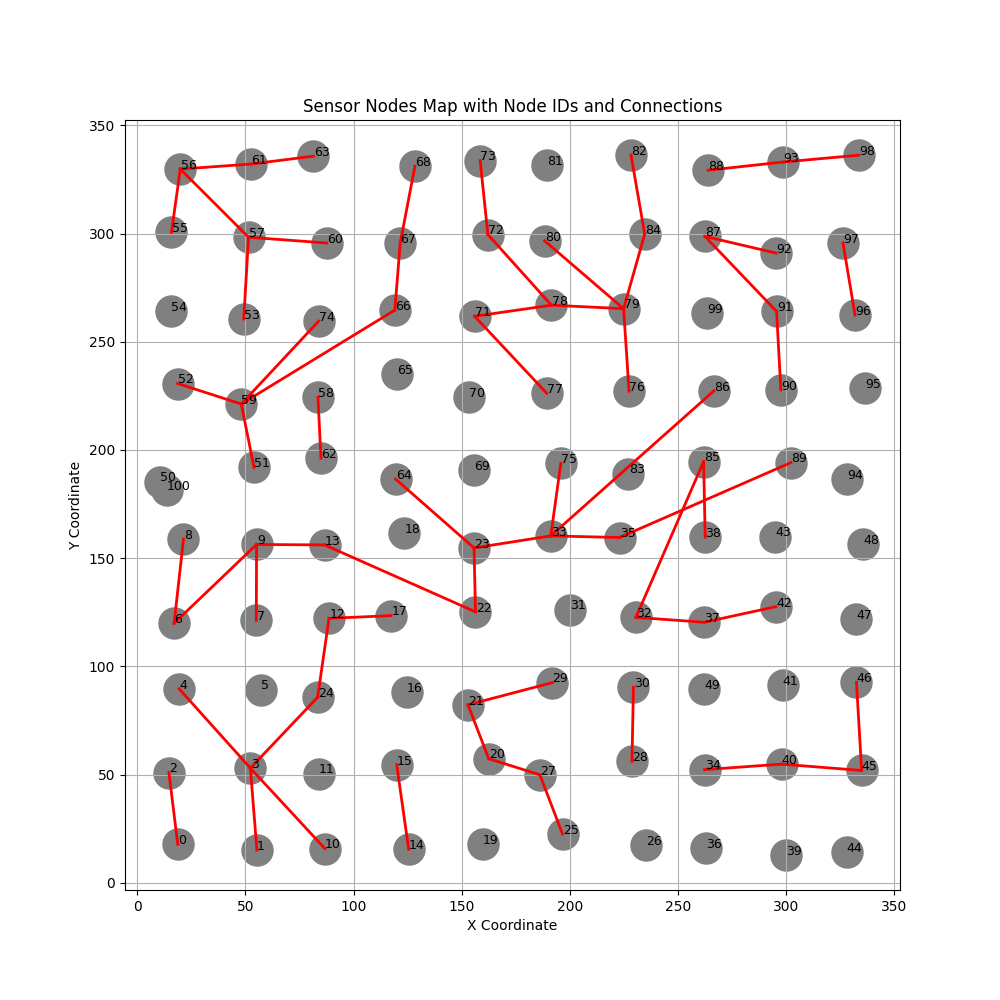 Sensor Nodes Map with Node IDs and Connections
350
300
250
200
150
100
50
0
Y Coordinate
56 61 63 68 73 81 82 88 93 98
55 57 60 67 72 80 84 87 92 97
54 53 74 66 71 78 79 99 91 96
52 59 58 65 70 77 76 86 90 95
50 100 51 62 64 69 75 83 85 89 94
8 9 13 18 23 33 35 38 43 48
6 7 12 17 22 31 32 37 42 47
4 5 24 16 21 29 30 49 41 46
2 3 11 15 20 27 28 34 40 45
0 1 10 14 19 25 26 36 39 44
0 50 100 150 200 250 300 350
X Coordinate